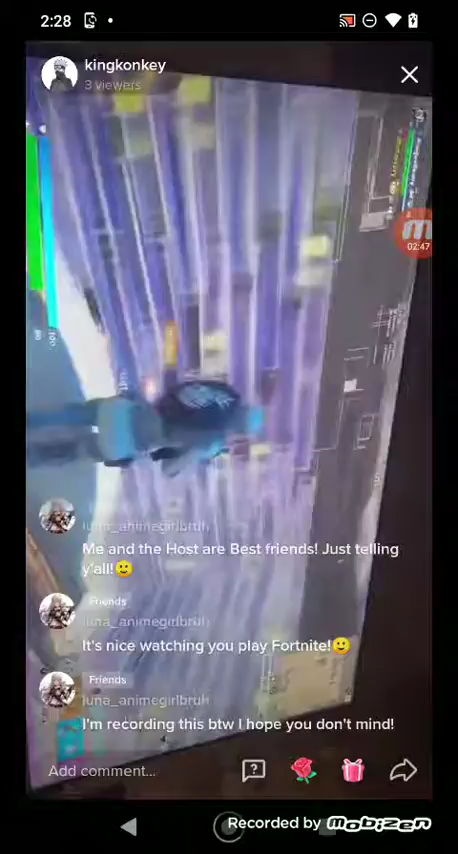 2:28
kingkonkey
3 viewers
02:47
luna_animegirlbruh
Me and the Host are Best friends! Just telling
y'all!🙂
Friends
luna_animegirlbruh
It's nice watching you play Fortnite!🙂
Friends
luna_animegirlbruh
I'm recording this btw I hope you don't mind!
Add comment...
Recorded by mobizen